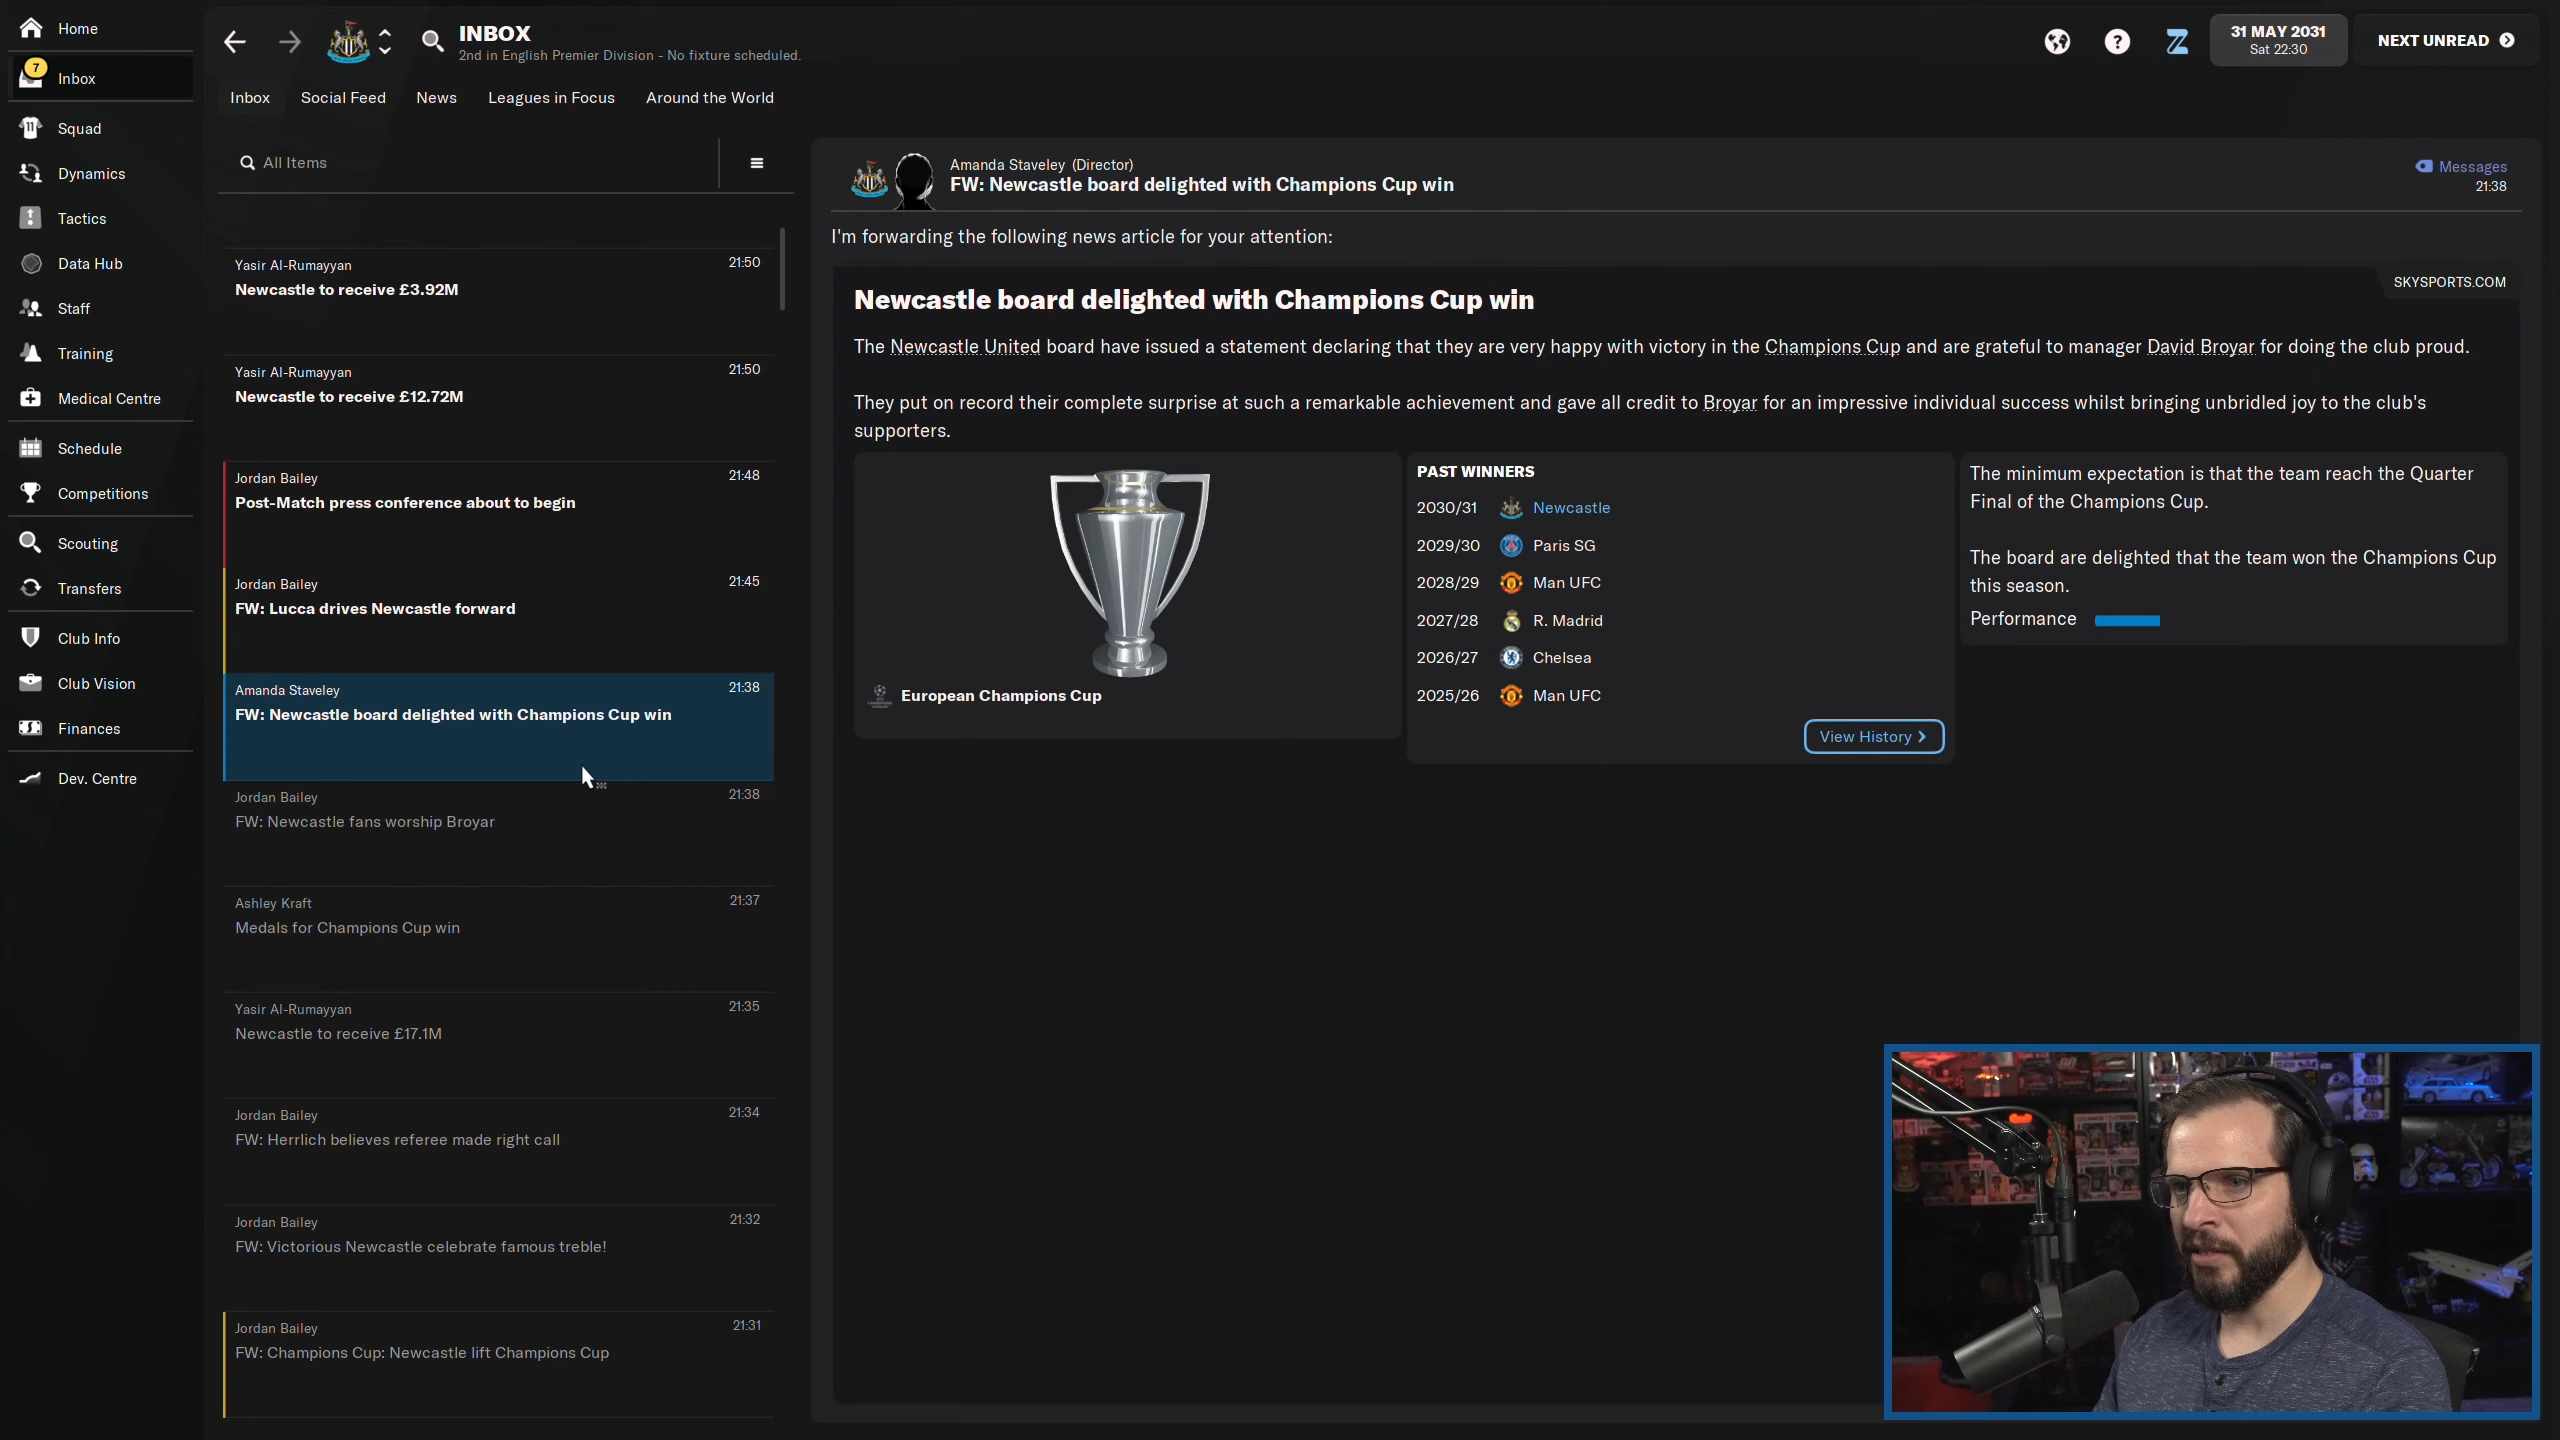 Home
7
Inbox
Squad
Dynamics
Tactics
Data Hub
Staff
Training
Medical Centre
Schedule
Competitions
Scouting
Transfers
Club Info
Club Vision
Finances
Dev. Centre
INBOX
2nd in English Premier Division - No fixture scheduled.
31 MAY 2031
Sat 22:30
NEXT UNREAD
Inbox
Social Feed
News
Leagues in Focus
Around the World
All Items
Yasir Al-Rumayyan
21:50
Newcastle to receive £3.92M
Yasir Al-Rumayyan
21:50
Newcastle to receive £12.72M
Jordan Bailey
21:48
Post-Match press conference about to begin
Jordan Bailey
21:45
FW: Lucca drives Newcastle forward
Amanda Staveley
21:38
FW: Newcastle board delighted with Champions Cup win
Jordan Bailey
21:38
FW: Newcastle fans worship Broyar
Ashley Kraft
21:37
Medals for Champions Cup win
Yasir Al-Rumayyan
21:35
Newcastle to receive £17.1M
Jordan Bailey
21:34
FW: Herrlich believes referee made right call
Jordan Bailey
21:32
FW: Victorious Newcastle celebrate famous treble!
Jordan Bailey
21:31
FW: Champions Cup: Newcastle lift Champions Cup
Amanda Staveley (Director)
FW: Newcastle board delighted with Champions Cup win
Messages
21:38
I'm forwarding the following news article for your attention:
SKYSPORTS.COM
Newcastle board delighted with Champions Cup win
The Newcastle United board have issued a statement declaring that they are very happy with victory in the Champions Cup and are grateful to manager David Broyar for doing the club proud.
They put on record their complete surprise at such a remarkable achievement and gave all credit to Broyar for an impressive individual success whilst bringing unbridled joy to the club's
supporters.
European Champions Cup
PAST WINNERS
2030/31 Newcastle
2029/30 Paris SG
2028/29 Man UFC
2027/28 R. Madrid
2026/27 Chelsea
2025/26 Man UFC
View History
The minimum expectation is that the team reach the Quarter
Final of the Champions Cup.
The board are delighted that the team won the Champions Cup
this season.
Performance